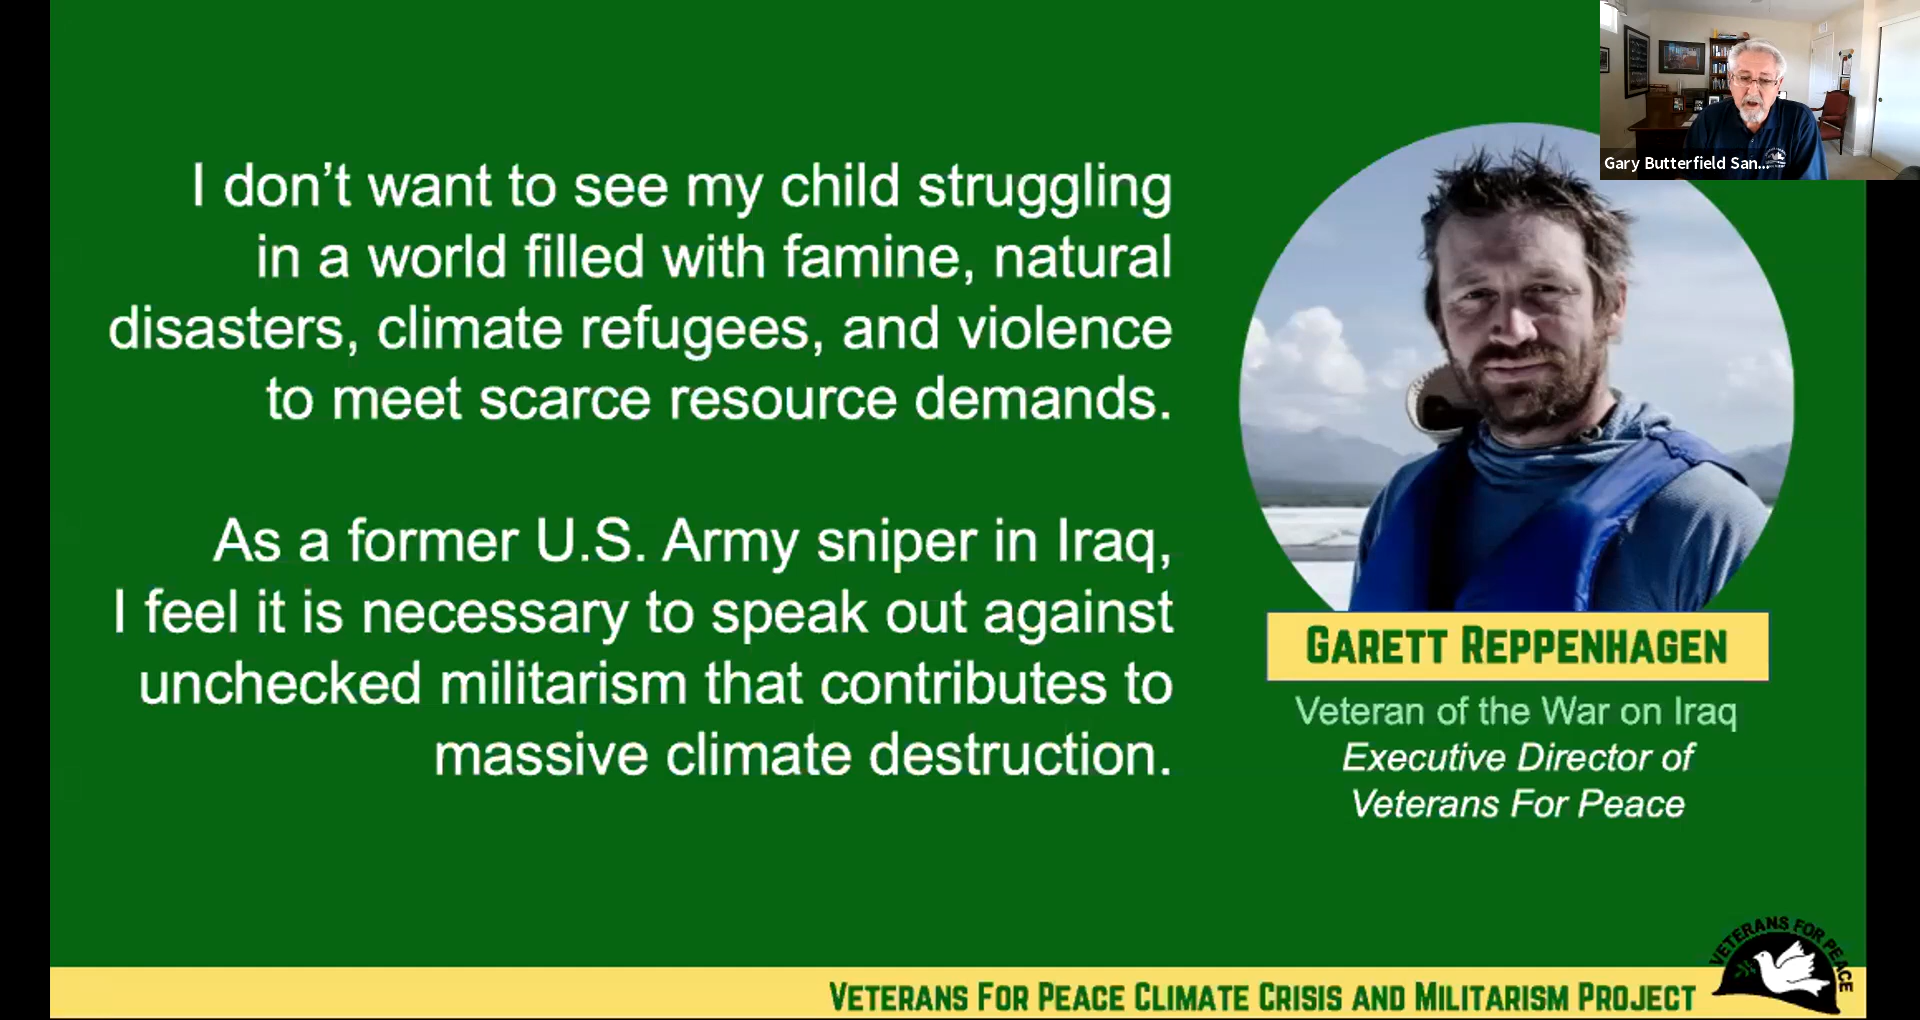 Gary Butterfield San...
I don't want to see my child struggling
in a world filled with famine, natural
disasters, climate refugees, and violence
to meet scarce resource demands.
As a former U.S. Army sniper in Iraq,
I feel it is necessary to speak out against
unchecked militarism that contributes to
massive climate destruction.
GARETT REPPENHAGEN
Veteran of the War on Iraq
Executive Director of
Veterans For Peace
VETERANS FOR PEACE CLIMATE CRISIS AND MILITARISM PROJECT
VETERANS FOR PEACE